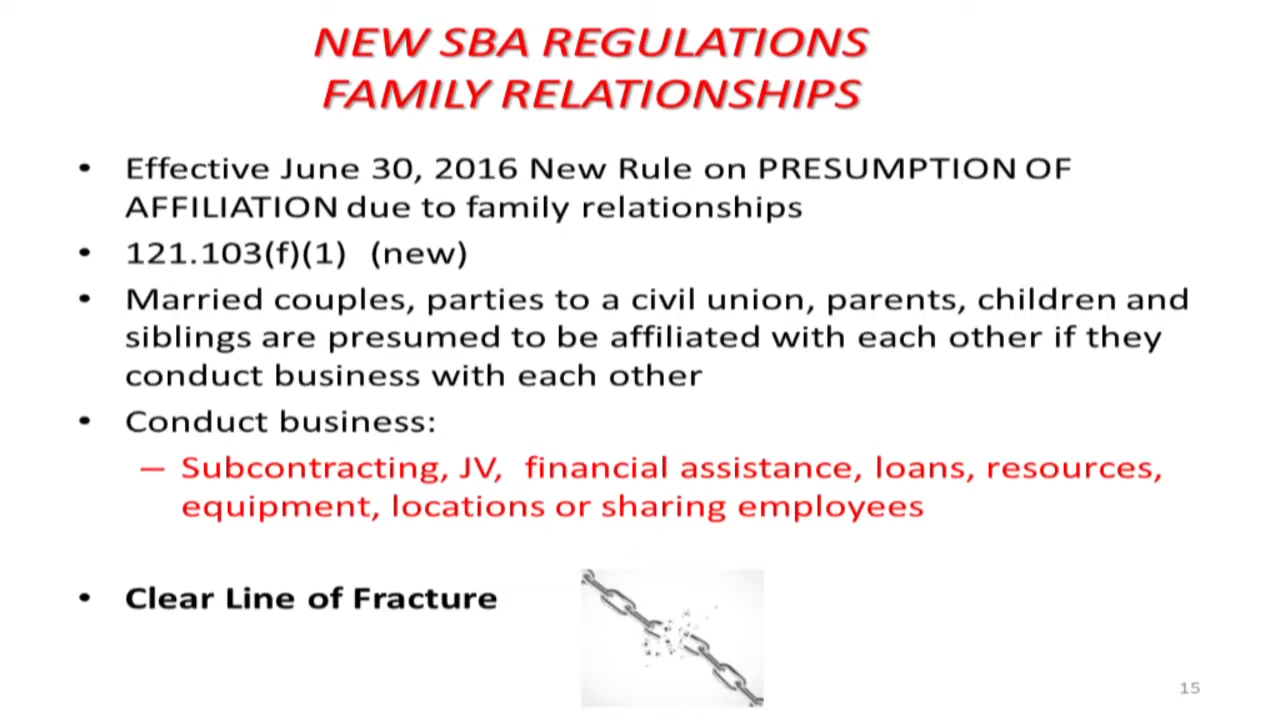 NEW SBA REGULATIONS
FAMILY RELATIONSHIPS
• Effective June 30, 2016 New Rule on PRESUMPTION OF
AFFILIATION due to family relationships
• 121.103(f)(1) (new)
• Married couples, parties to a civil union, parents, children and
siblings are presumed to be affiliated with each other if they
conduct business with each other
• Conduct business:
– Subcontracting, JV, financial assistance, loans, resources,
equipment, locations or sharing employees
• Clear Line of Fracture
15